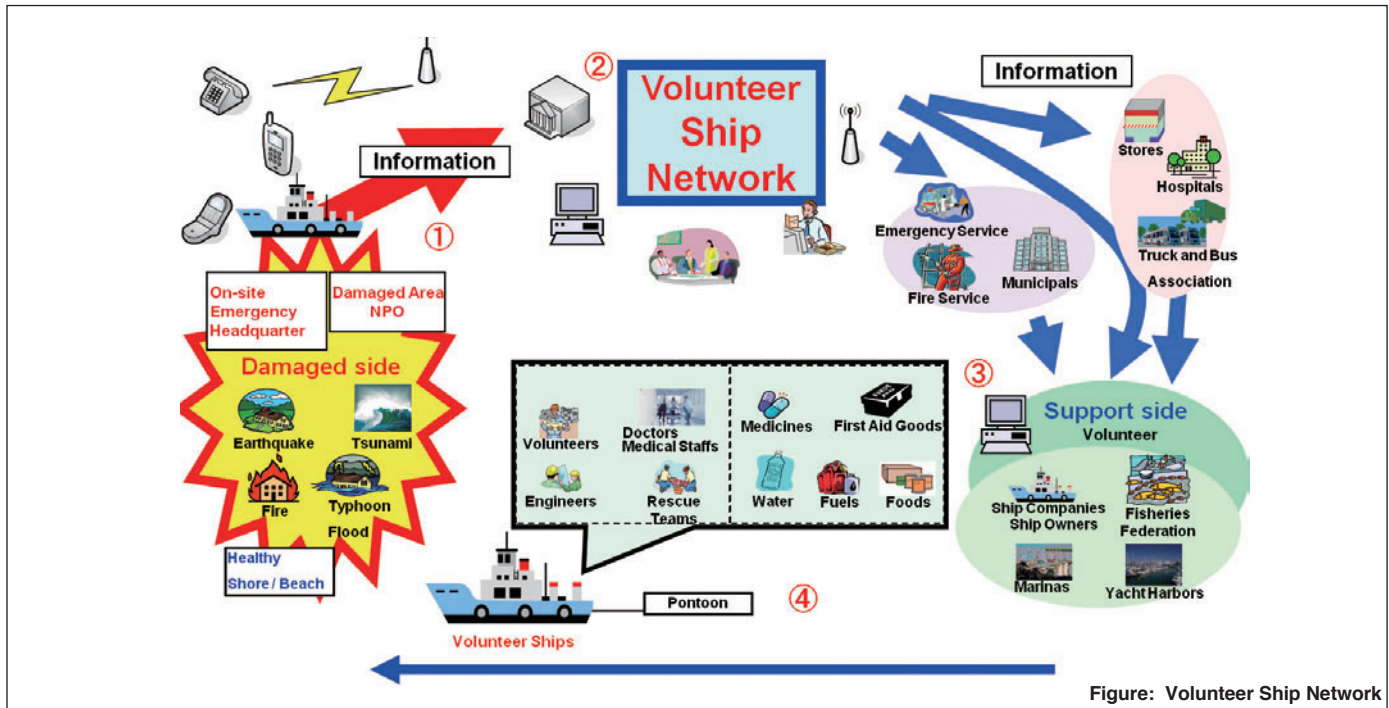 Information
①
②
Volunteer
Ship
Network
Information
Stores
Hospitals
Truck and Bus
Association
Emergency Service
Fire Service
Municipals
On-site
Emergency
Headquarter
Damaged Area
NPO
Damaged side
Earthquake
Tsunami
Fire
Typhoon
Flood
Healthy
Shore / Beach
③
Volunteers
Doctors
Medical Staffs
Engineers
Rescue
Teams
Medicines
First Aid Goods
Water
Fuels
Foods
Support side
Volunteer
Ship Companies
Ship Owners
Fisheries
Federation
Marinas
Yacht Harbors
Pontoon
④
Volunteer Ships
Figure: Volunteer Ship Network